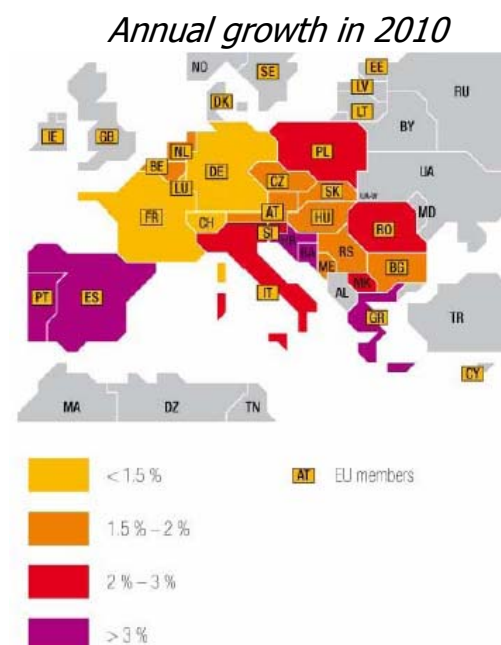 Annual growth in 2010
NO
SE
EE
LV
LT
RU
DK
BY
IE
GB
NL
BE
DE
PL
LU
CZ
SK
UA
UA-W
FR
CH
AT
HU
MD
SI
RO
HR
BA
RS
ME
BG
PT
ES
IT
MK
AL
GR
TR
CY
MA
DZ
TN
< 1.5 %
AT EU members
1.5 % – 2 %
2 % – 3 %
> 3 %